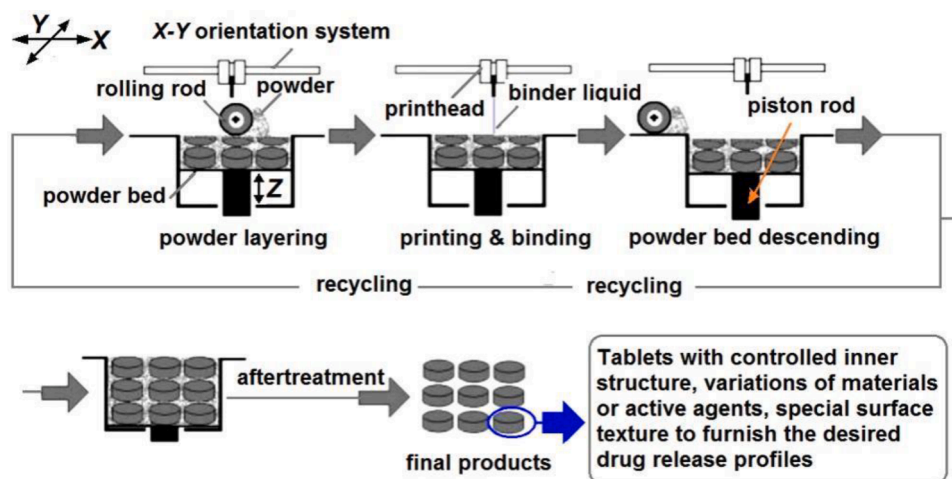 Y
X
X-Y orientation system
rolling rod
powder
printhead
binder liquid
piston rod
powder bed
Z
powder layering
printing & binding
powder bed descending
recycling
recycling
aftertreatment
final products
Tablets with controlled inner
structure, variations of materials
or active agents, special surface
texture to furnish the desired
drug release profiles